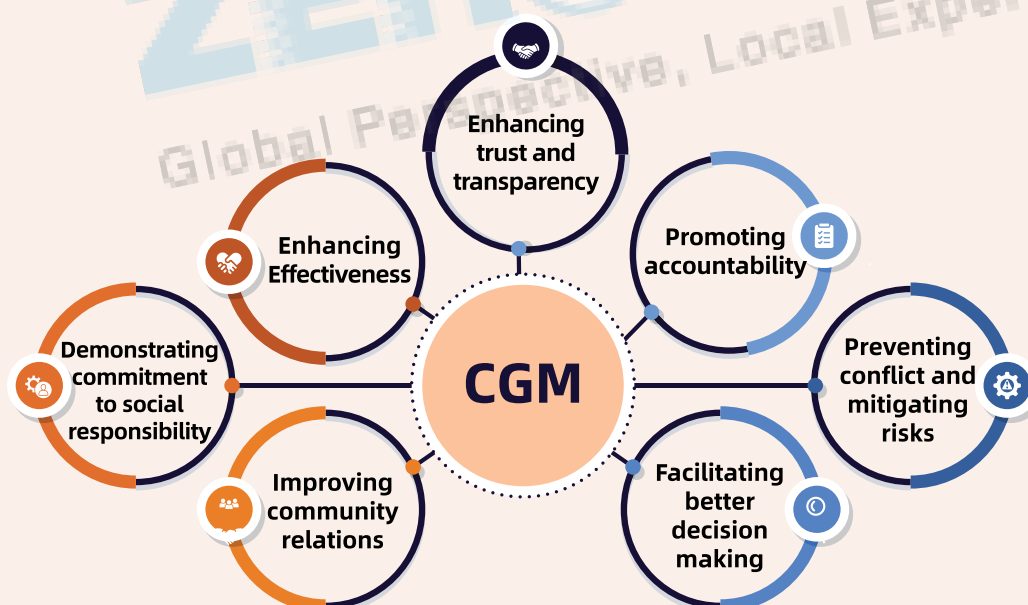 Global Perspective, Local Expe
Enhancing
trust and
transparency
Enhancing
Effectiveness
Promoting
accountability
Demonstrating
commitment
to social
responsibility
CGM
Preventing
conflict and
mitigating
risks
Improving
community
relations
Facilitating
better
decision
making